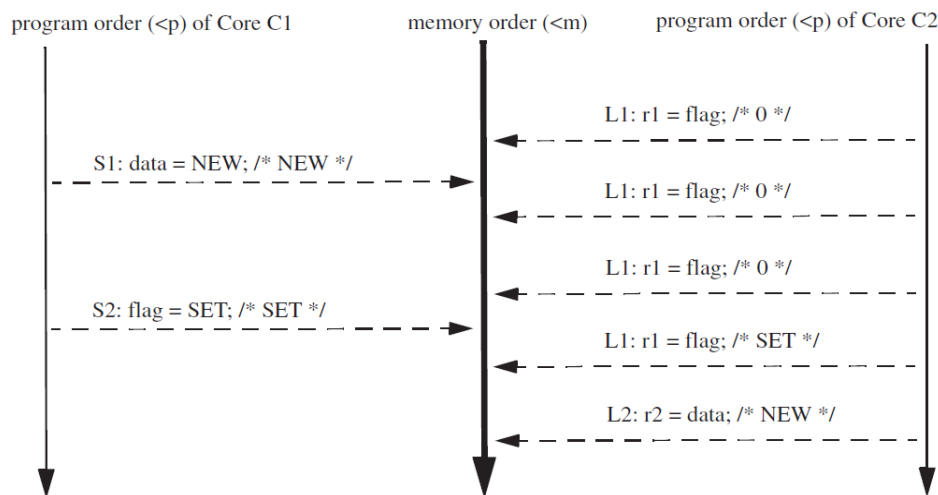 program order (<p) of Core C1
memory order (<m)
program order (<p) of Core C2
L1: r1 = flag; /* 0 */
S1: data = NEW; /* NEW */
L1: r1 = flag; /* 0 */
L1: r1 = flag; /* 0 */
S2: flag = SET; /* SET */
L1: r1 = flag; /* SET */
L2: r2 = data; /* NEW */